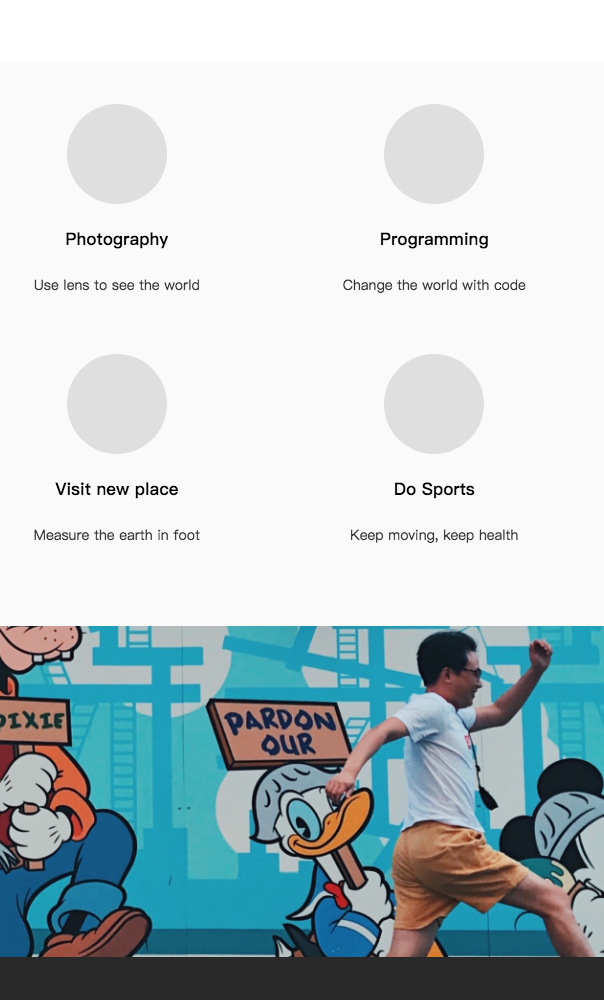 Photography
Programming
Use lens to see the world
Change the world with code
Visit new place
Do Sports
Measure the earth in foot
Keep moving, keep health
PIXIE
PARDON
OUR